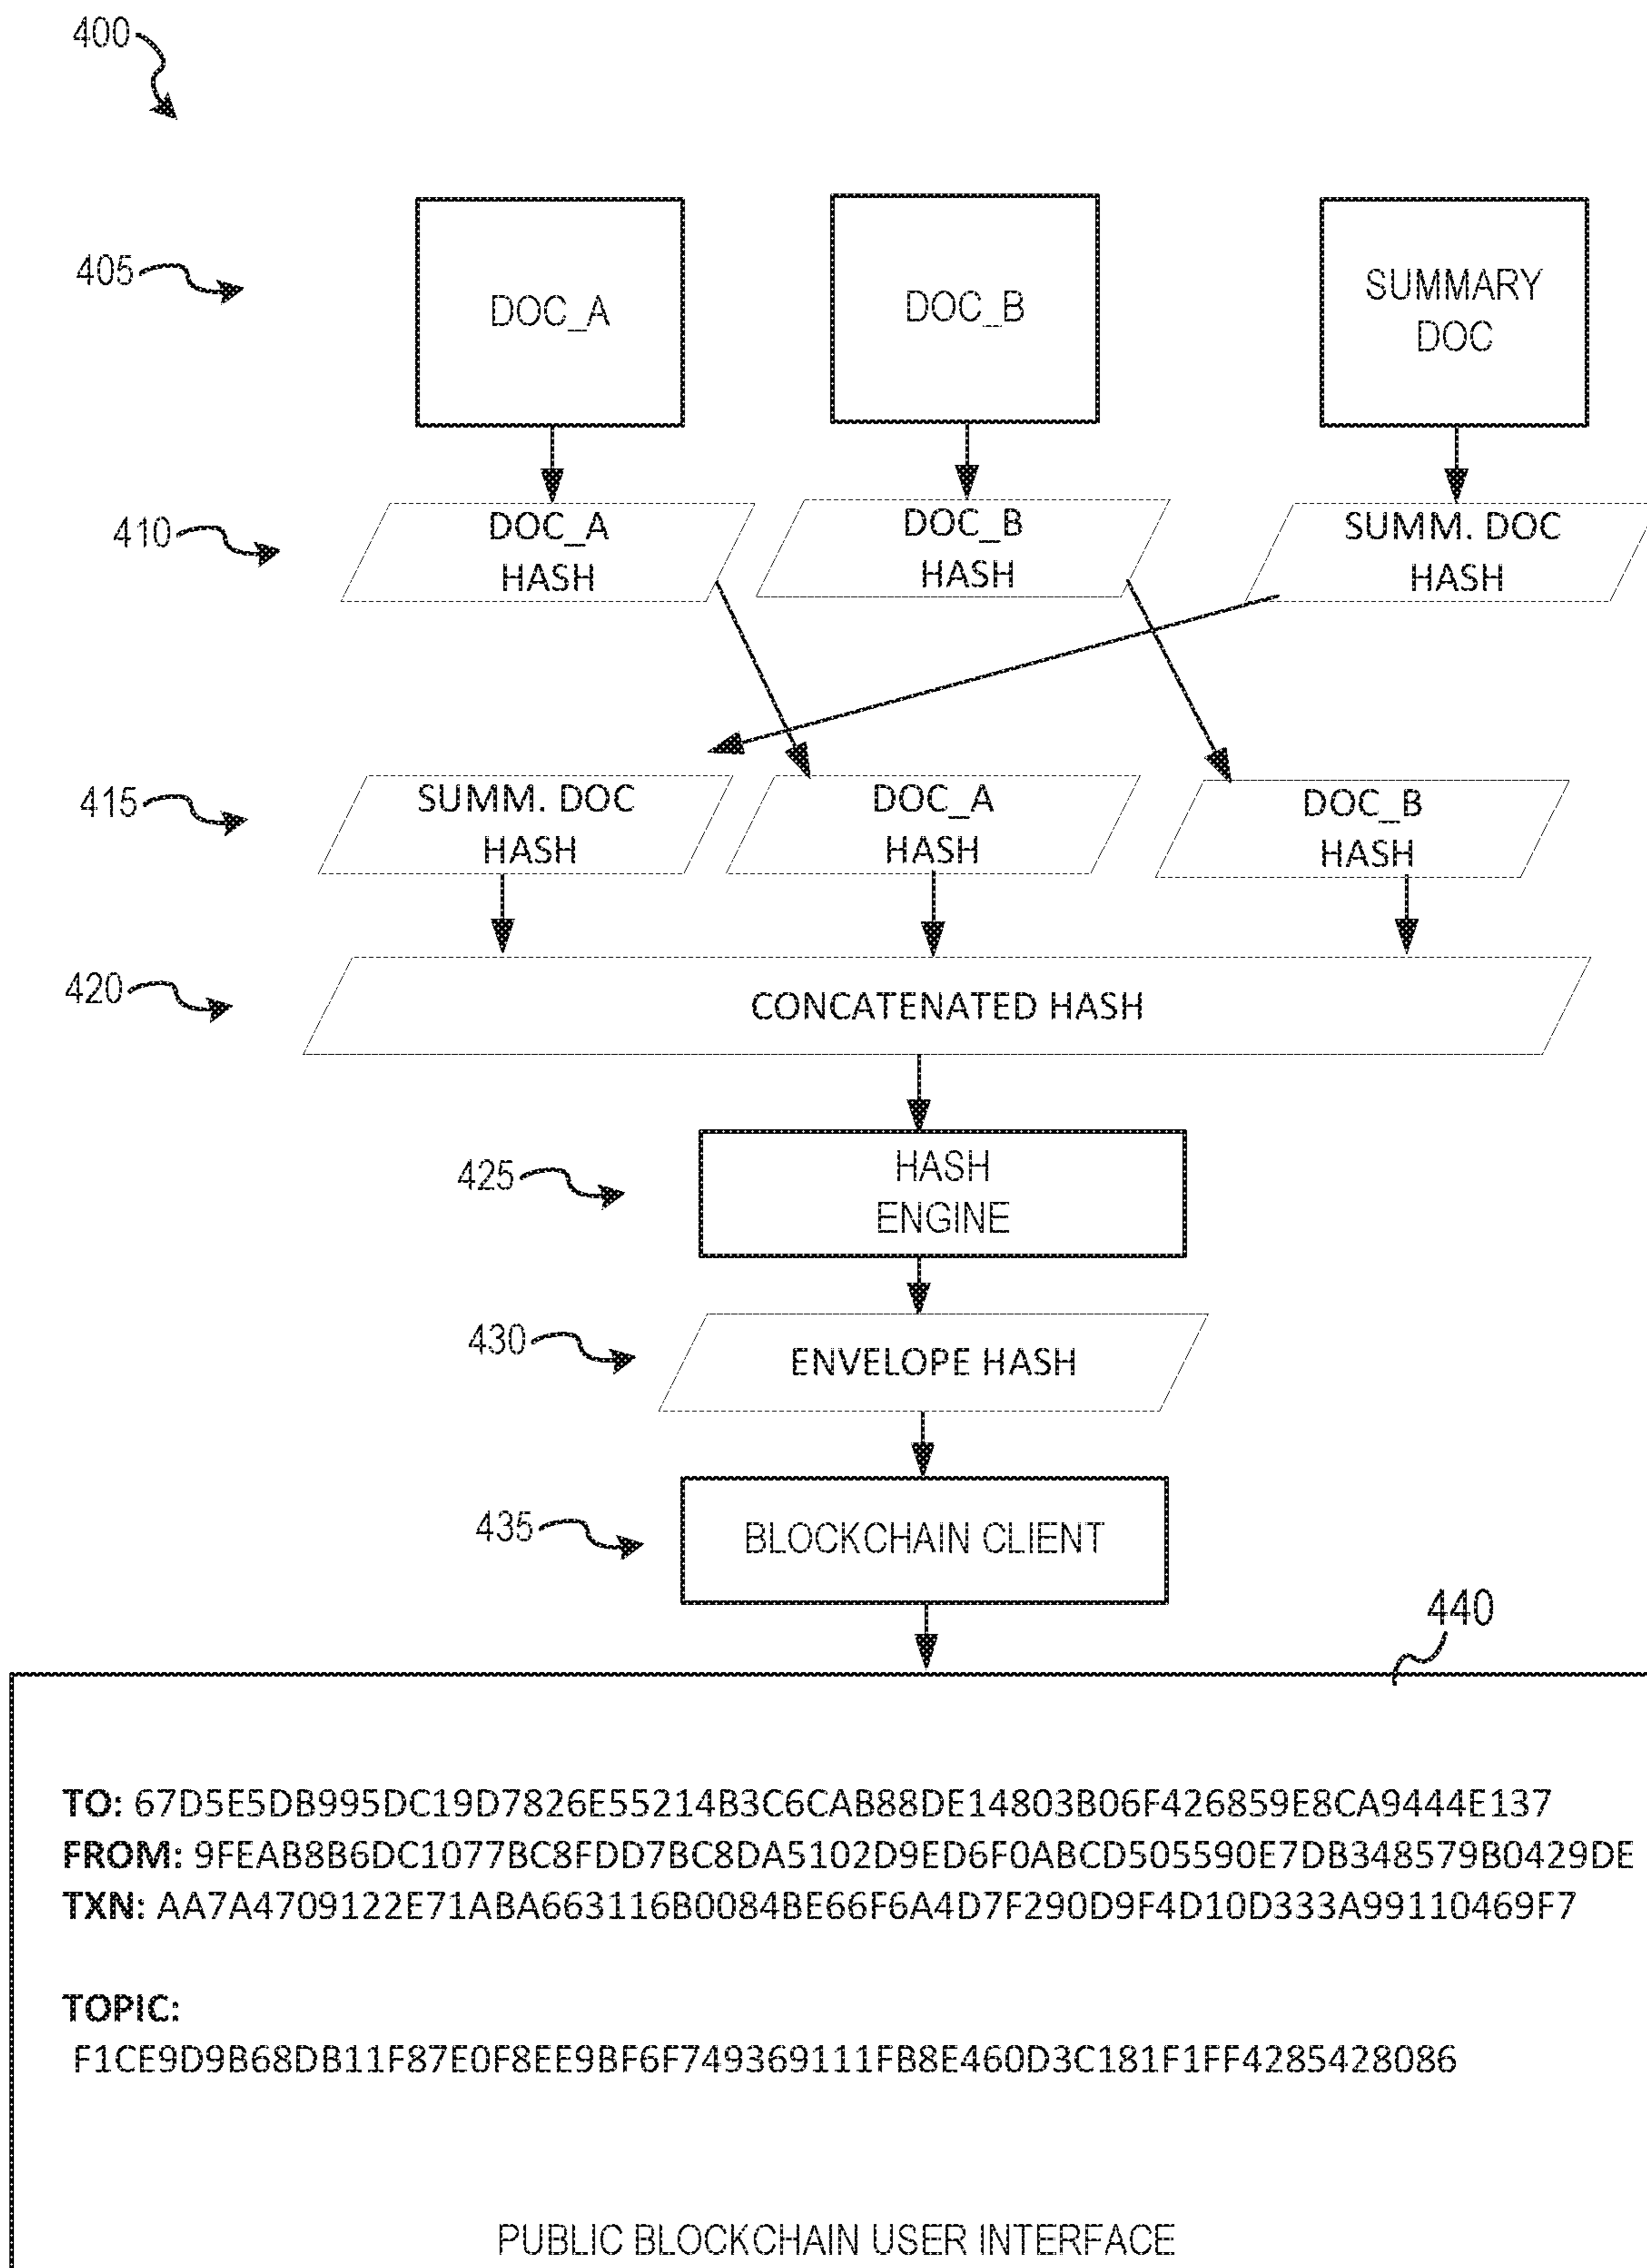 400
405
DOC_A
DOC_B
SUMMARY
DOC
410
DOC_A
HASH
DOC_B
HASH
SUMM. DOC
HASH
415
SUMM. DOC
HASH
DOC_A
HASH
DOC_B
HASH
420
CONCATENATED HASH
425
HASH
ENGINE
430
ENVELOPE HASH
435
BLOCKCHAIN CLIENT
440
TO: 67D5E5DB995DC19D7826E55214B3C6CAB88DE14803B06F426859E8CA9444E137
FROM: 9FEAB8B6DC1077BC8FDD7BC8DA5102D9ED6F0ABCD505590E7DB348579B0429DE
TXN: AA7A4709122E71ABA663116B0084BE66F6A4D7F290D9F4D10D333A99110469F7
TOPIC:
F1CE9D9B68DB11F87E0F8EE9BF6F749369111FB8E460D3C181F1FF4285428086
PUBLIC BLOCKCHAIN USER INTERFACE